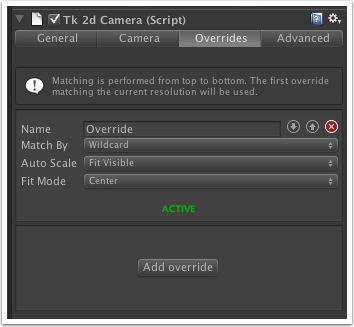 Tk 2d Camera (Script)
General Camera Overrides Advanced
Matching is performed from top to bottom. The first override
matching the current resolution will be used.
Name Override
Match By Wildcard
Auto Scale Fit Visible
Fit Mode Center
ACTIVE
Add override